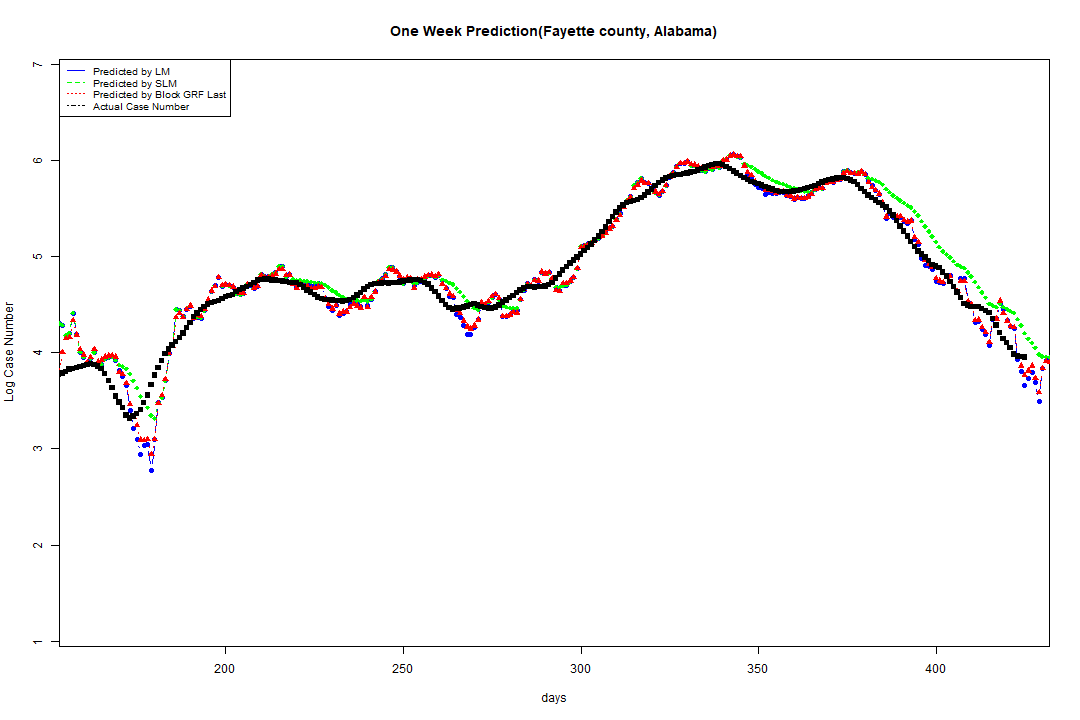 One Week Prediction(Fayette county, Alabama)
7
Predicted by LM
Predicted by SLM
Predicted by Block GRF Last
Actual Case Number
6
5
4
3
2
1
Log Case Number
200
250
300
350
400
days